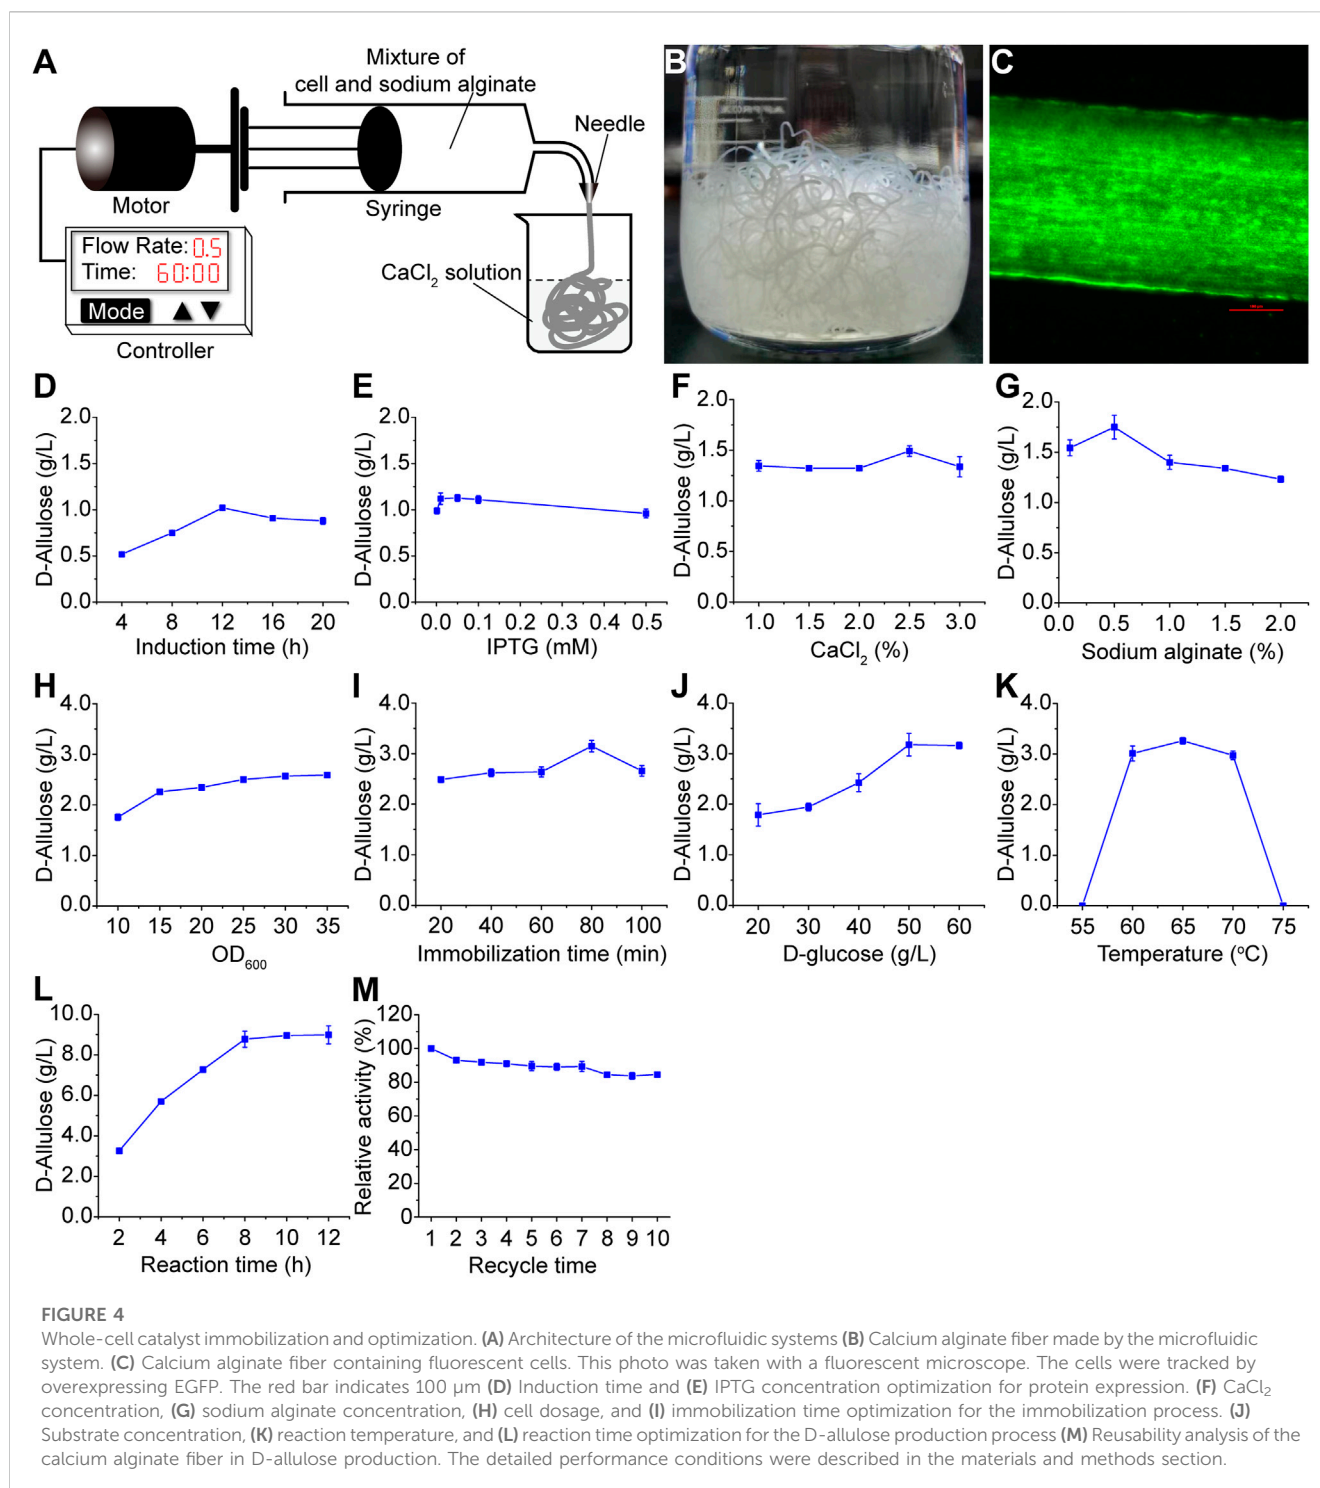 A
Mixture of
cell and sodium alginate
Needle
Motor
Syringe
Flow Rate: 0.5
Time: 60:00
Mode
Controller
CaCl₂ solution
B
C
D
D-Allulose (g/L)
2.0
1.5
1.0
0.5
0.0
4 8 12 16 20
Induction time (h)
E
D-Allulose (g/L)
2.0
1.5
1.0
0.5
0.0
0.0 0.1 0.2 0.3 0.4 0.5
IPTG (mM)
F
D-Allulose (g/L)
2.0
1.5
1.0
0.5
0.0
1.0 1.5 2.0 2.5 3.0
CaCl₂ (%)
G
D-Allulose (g/L)
2.0
1.5
1.0
0.5
0.0
0.0 0.5 1.0 1.5 2.0
Sodium alginate (%)
H
D-Allulose (g/L)
4.0
3.0
2.0
1.0
0.0
10 15 20 25 30 35
OD₆₀₀
I
D-Allulose (g/L)
4.0
3.0
2.0
1.0
0.0
20 40 60 80 100
Immobilization time (min)
J
D-Allulose (g/L)
4.0
3.0
2.0
1.0
0.0
20 30 40 50 60
D-glucose (g/L)
K
D-Allulose (g/L)
4.0
3.0
2.0
1.0
0.0
55 60 65 70 75
Temperature (°C)
L
D-Allulose (g/L)
10.0
8.0
6.0
4.0
2.0
0.0
2 4 6 8 10 12
Reaction time (h)
M
Relative activity (%)
120
100
80
60
40
20
0
1 2 3 4 5 6 7 8 9 10
Recycle time
FIGURE 4
Whole-cell catalyst immobilization and optimization. (A) Architecture of the microfluidic systems (B) Calcium alginate fiber made by the microfluidic
system. (C) Calcium alginate fiber containing fluorescent cells. This photo was taken with a fluorescent microscope. The cells were tracked by
overexpressing EGFP. The red bar indicates 100 μm (D) Induction time and (E) IPTG concentration optimization for protein expression. (F) CaCl₂
concentration, (G) sodium alginate concentration, (H) cell dosage, and (I) immobilization time optimization for the immobilization process. (J)
Substrate concentration, (K) reaction temperature, and (L) reaction time optimization for the D-allulose production process (M) Reusability analysis of the
calcium alginate fiber in D-allulose production. The detailed performance conditions were described in the materials and methods section.